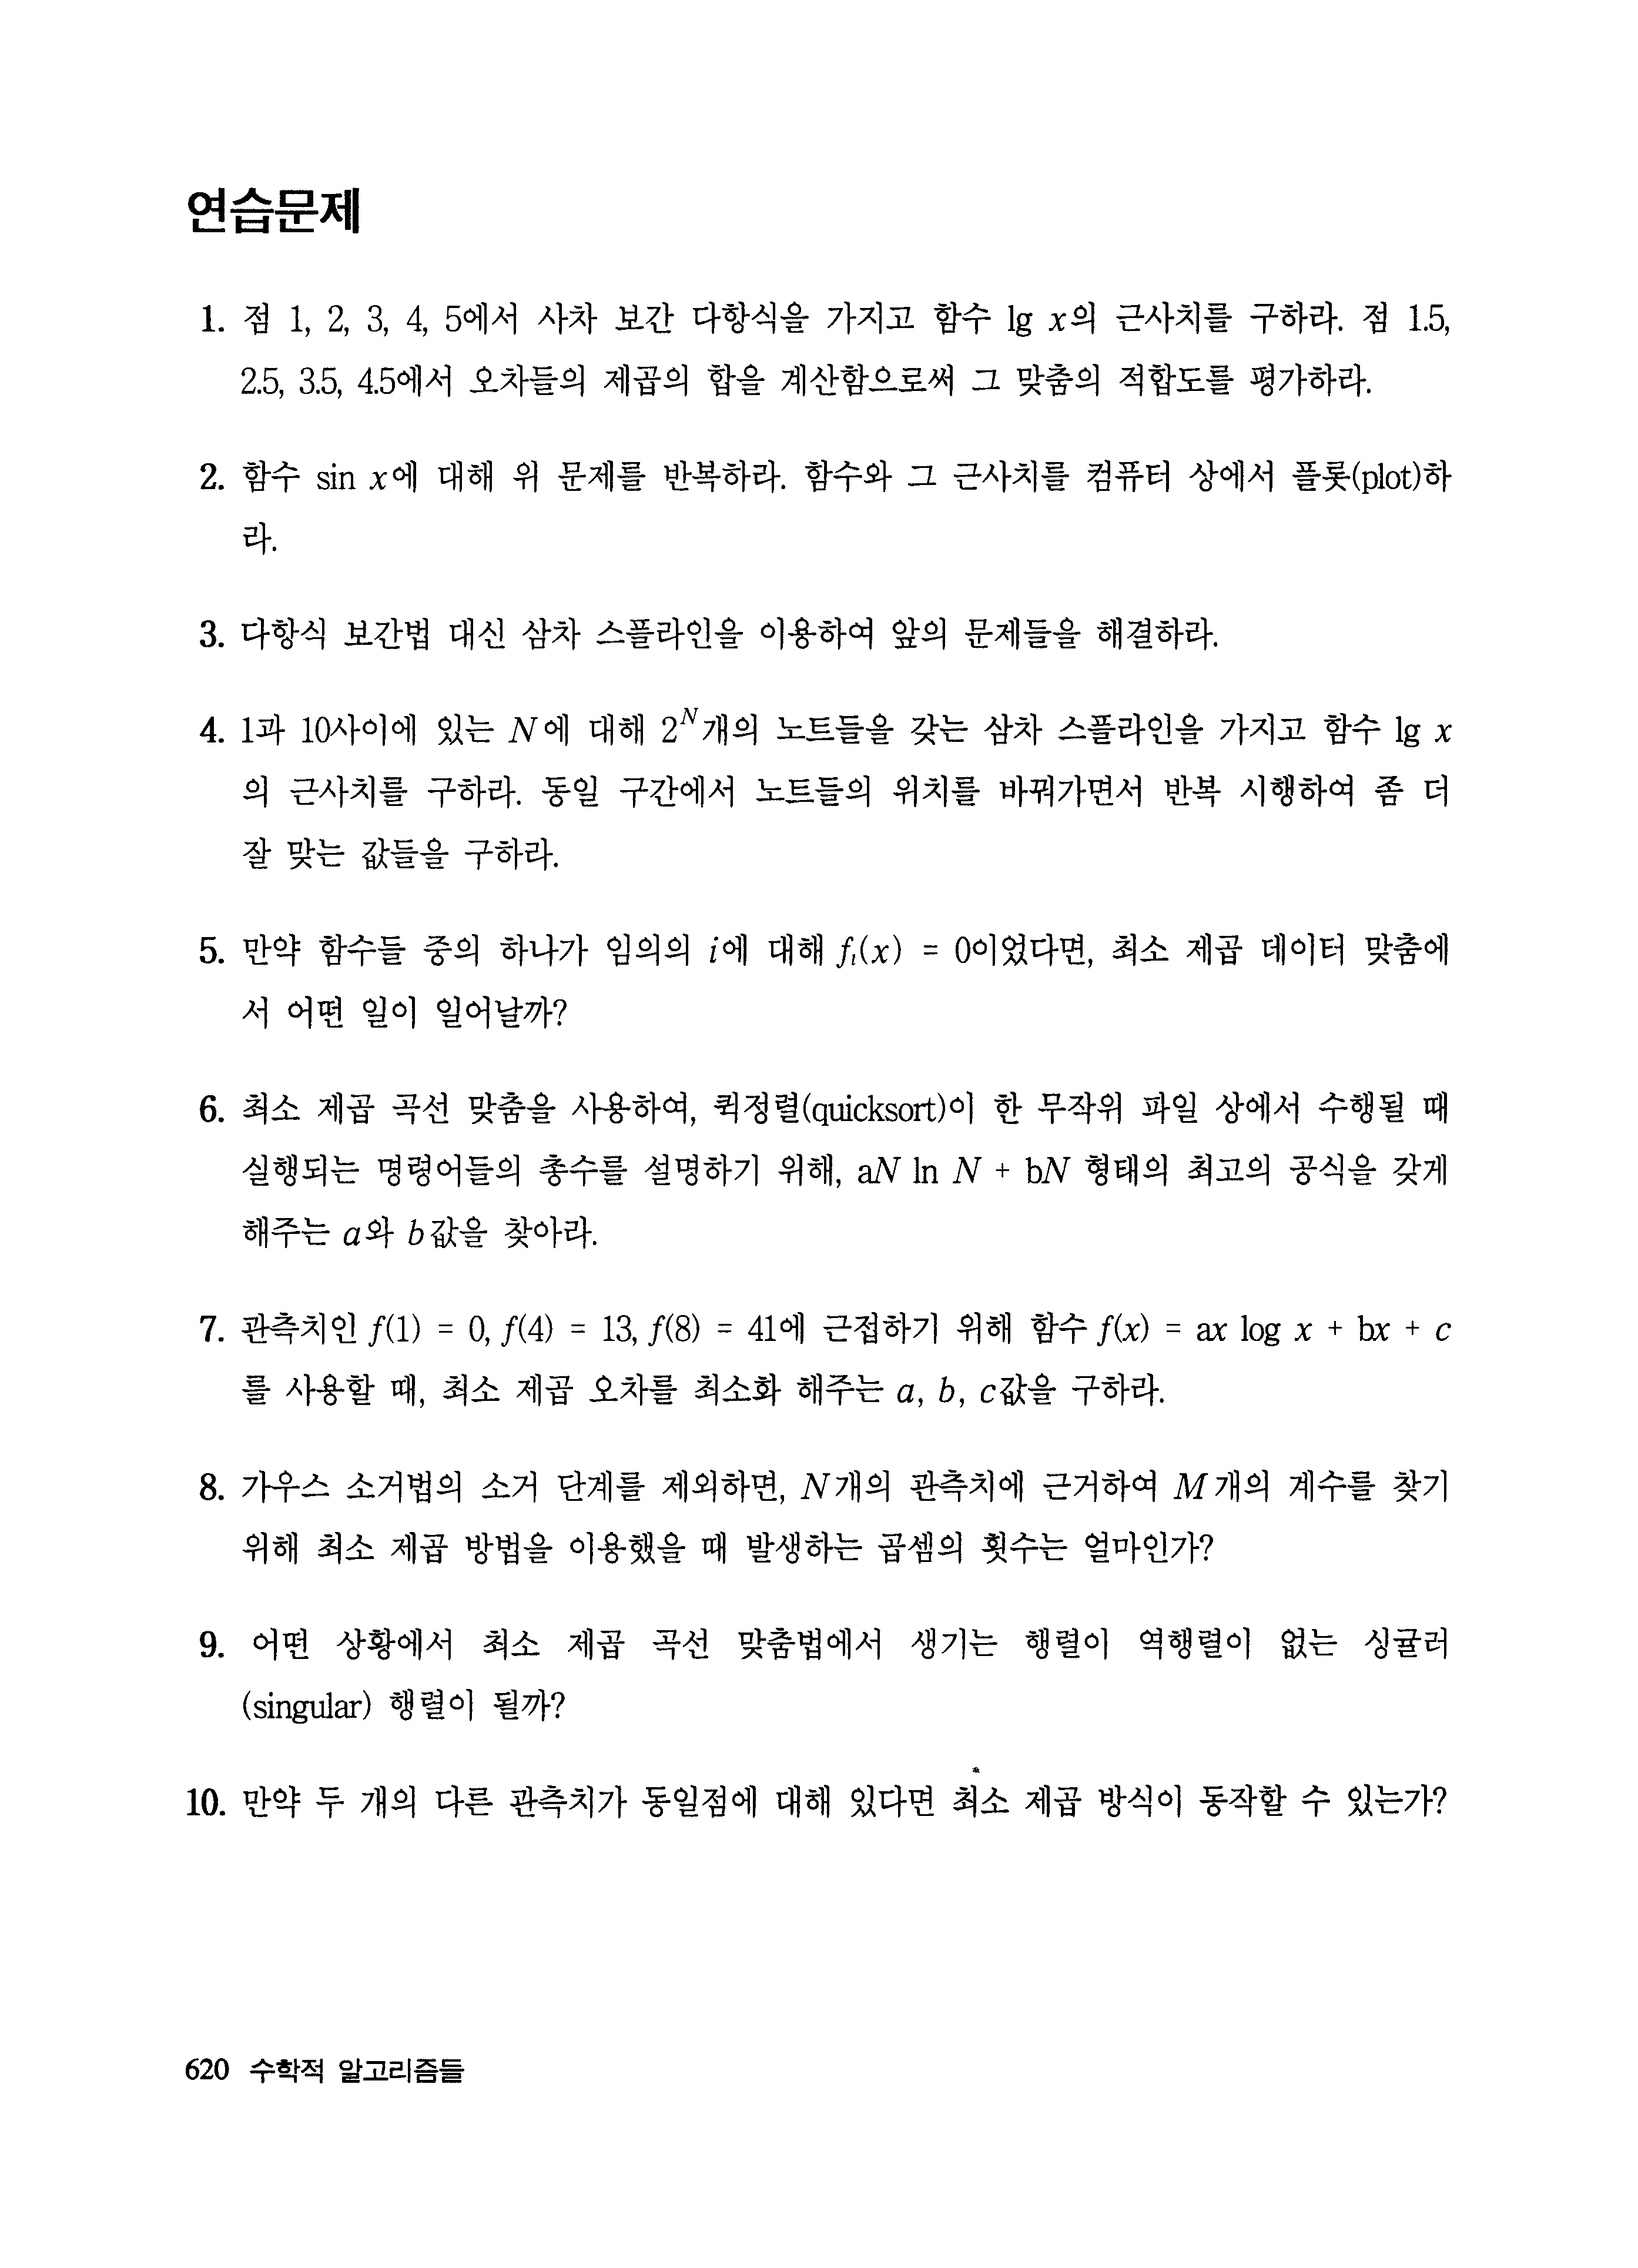 연습문제
1. 점 1, 2, 3, 4, 5에서 사차 보간 다항식을 가지고 함수 lg x의 근사치를 구하라. 점 1.5,
2.5, 3.5, 4.5에서 오차들의 제곱의 합을 계산함으로써 그 맞춤의 적합도를 평가하라.
2. 함수 sin x에 대해 위 문제를 반복하라. 함수와 그 근사치를 컴퓨터 상에서 플롯(plot)하
라.
3. 다항식 보간법 대신 삼차 스플라인을 이용하여 앞의 문제들을 해결하라.
4. 1과 10사이에 있는 N에 대해 2^N개의 노트들을 갖는 삼차 스플라인을 가지고 함수 lg x
의 근사치를 구하라. 동일 구간에서 노트들의 위치를 바꿔가면서 반복 시행하여 좀 더
잘 맞는 값들을 구하라.
5. 만약 함수들 중의 하나가 임의의 i에 대해 fᵢ(x) = 0이었다면, 최소 제곱 데이터 맞춤에
서 어떤 일이 일어날까?
6. 최소 제곱 곡선 맞춤을 사용하여, 퀵정렬(quicksort)이 한 무작위 파일 상에서 수행될 때
실행되는 명령어들의 총수를 설명하기 위해, aN ln N + bN 형태의 최고의 공식을 갖게
해주는 a와 b값을 찾아라.
7. 관측치인 f(1) = 0, f(4) = 13, f(8) = 41에 근접하기 위해 함수 f(x) = ax log x + bx + c
를 사용할 때, 최소 제곱 오차를 최소화 해주는 a, b, c값을 구하라.
8. 가우스 소거법의 소거 단계를 제외하면, N개의 관측치에 근거하여 M개의 계수를 찾기
위해 최소 제곱 방법을 이용했을 때 발생하는 곱셈의 횟수는 얼마인가?
9. 어떤 상황에서 최소 제곱 곡선 맞춤법에서 생기는 행렬이 역행렬이 없는 싱귤러
(singular) 행렬이 될까?
10. 만약 두 개의 다른 관측치가 동일점에 대해 있다면 최소 제곱 방식이 동작할 수 있는가?
620 수학적 알고리즘들